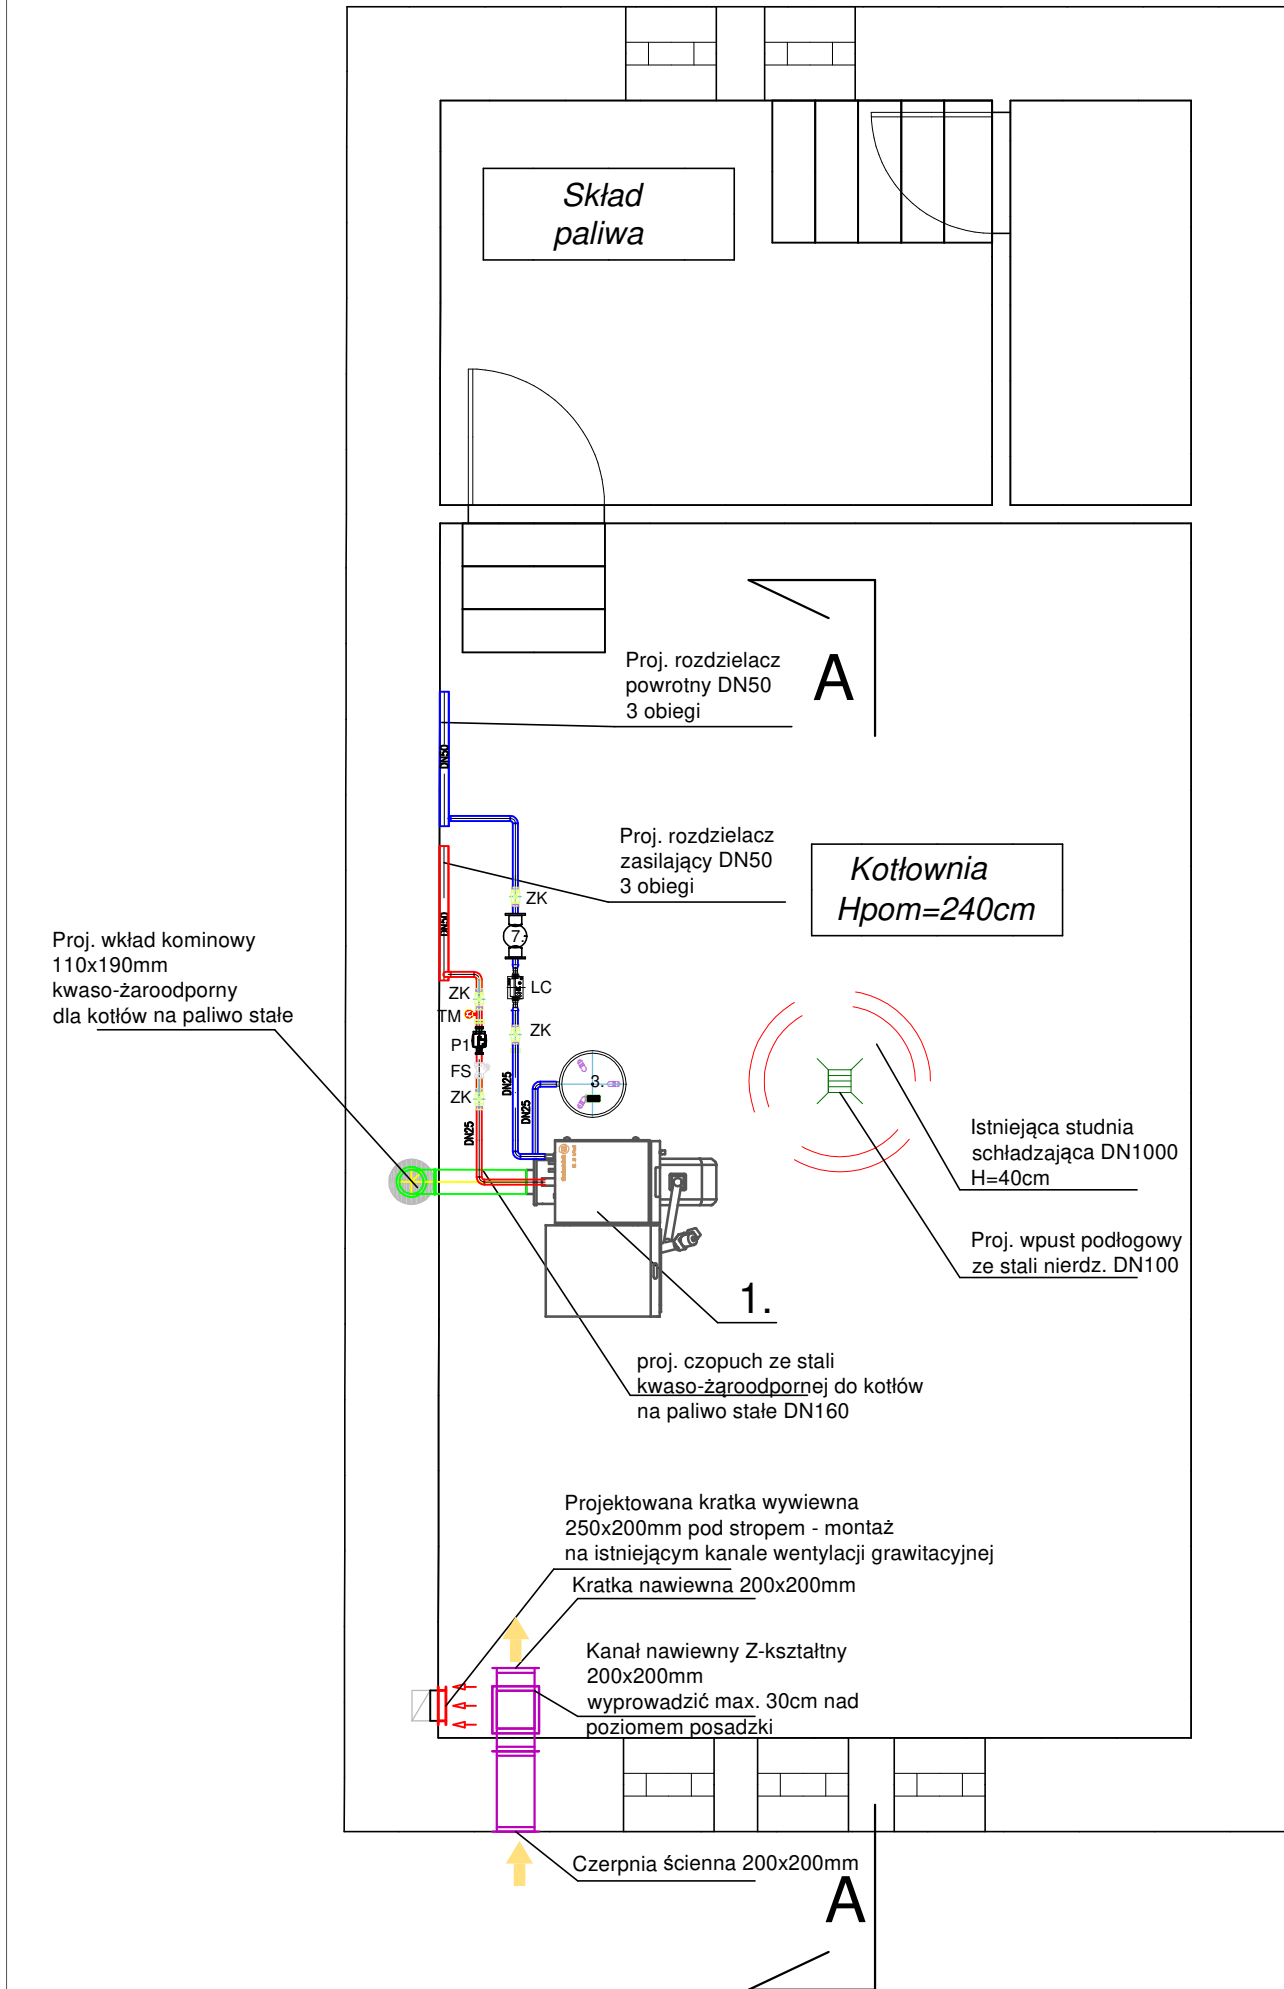 Skład
paliwa
Proj. rozdzielacz
powrotny DN50
3 obiegi
A
DN50
Proj. rozdzielacz
zasilający DN50
3 obiegi
Kotłownia
Hpom=240cm
DN50
ZK
7.
Proj. wkład kominowy
110x190mm
kwaso-żaroodporny
dla kotłów na paliwo stałe
ZK
LC
TM
ZK
P1
FS
ZK
3.
DN25
DN25
DN25
Istniejąca studnia
schładzająca DN1000
H=40cm
Proj. wpust podłogowy
ze stali nierdz. DN100
1.
proj. czopuch ze stali
kwaso-żąroodpornej do kotłów
na paliwo stałe DN160
Projektowana kratka wywiewna
250x200mm pod stropem - montaż
na istniejącym kanale wentylacji grawitacyjnej
Kratka nawiewna 200x200mm
Kanał nawiewny Z-kształtny
200x200mm
wyprowadzić max. 30cm nad
poziomem posadzki
Czerpnia ścienna 200x200mm
A